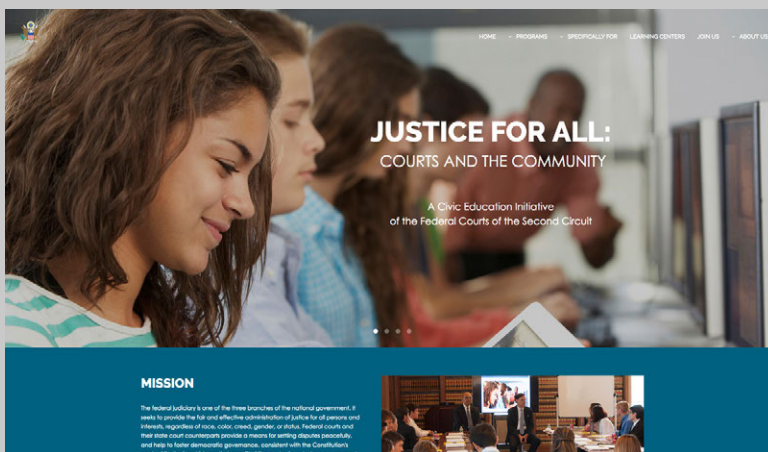 HOME PROGRAMS SPECIFICALLY FOR LEARNING CENTERS JOIN US ABOUT US
JUSTICE FOR ALL:
COURTS AND THE COMMUNITY
A Civic Education Initiative
of the Federal Courts of the Second Circuit
MISSION
The federal judiciary is one of the three branches of the national government. It
seeks to provide the fair and effective administration of justice for all persons and
interests, regardless of race, color, creed, gender, or status. Federal courts and
their state court counterparts provide a means for settling disputes peacefully,
and help to foster democratic governance, consistent with the Constitution's